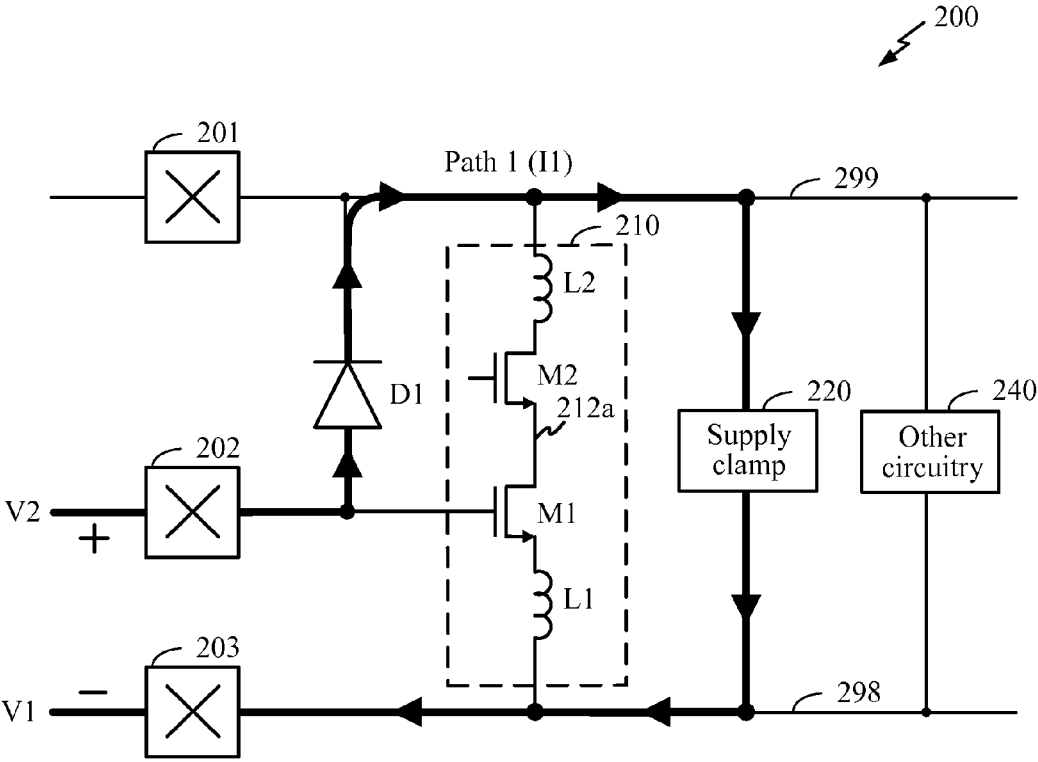 200
201
Path 1 (I1)
299
210
L2
M2
D1
212a
220
240
Supply
clamp
Other
circuitry
202
V2
+
M1
L1
203
−
V1
298